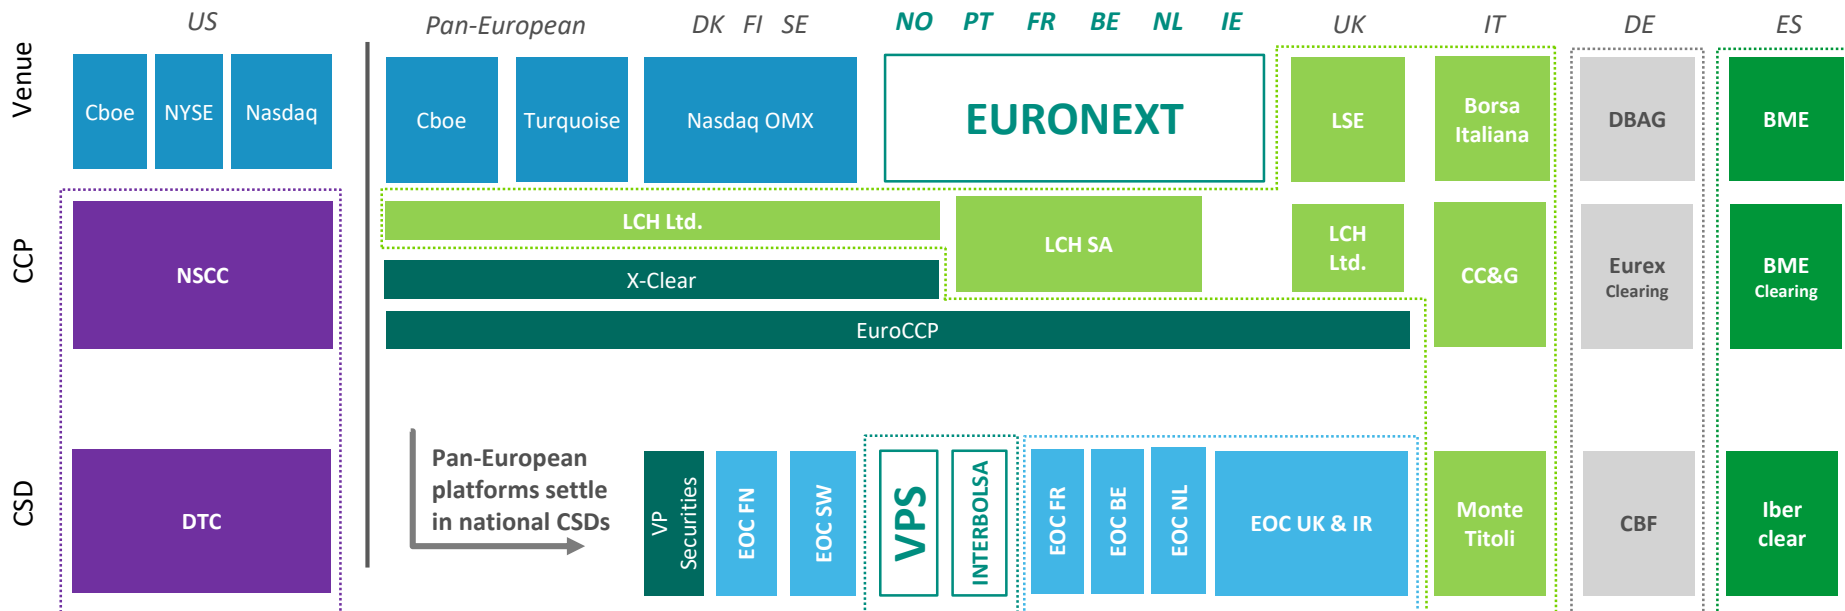 US
Pan-European
DK FI SE
NO PT FR BE NL IE
UK
IT
DE
ES
Venue
Cboe
NYSE
Nasdaq
Cboe
Turquoise
Nasdaq OMX
EURONEXT
LSE
Borsa
Italiana
DBAG
BME
CCP
NSCC
LCH Ltd.
X-Clear
EuroCCP
LCH SA
LCH
Ltd.
CC&G
Eurex
Clearing
BME
Clearing
CSD
DTC
Pan-European
platforms settle
in national CSDs
VP
Securities
EOC FN
EOC SW
VPS
INTERBOLSA
EOC FR
EOC BE
EOC NL
EOC UK & IR
Monte
Titoli
CBF
Iber
clear